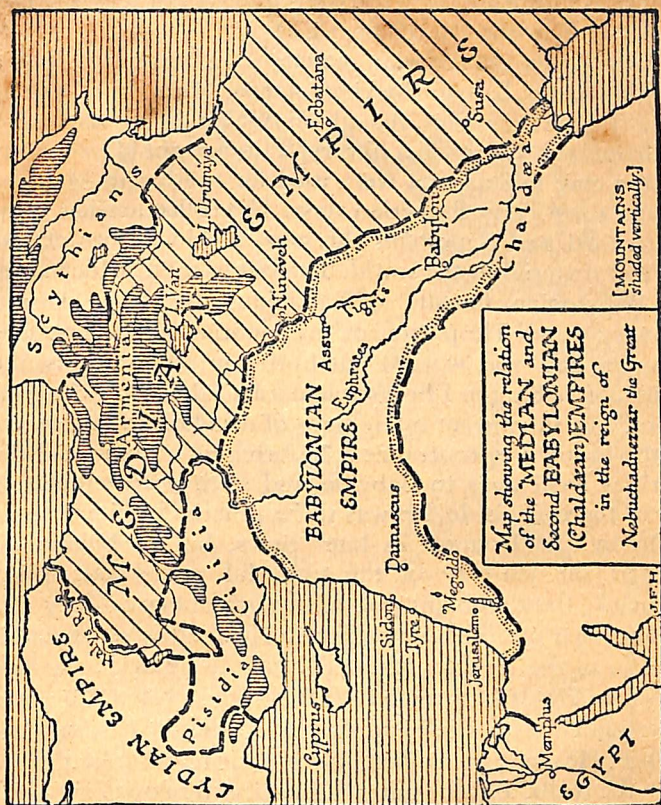 Scythians
Armenia
L. Van
L. Urumiya
MEDIAN
EMPIRE
Ecbatana
Susa
LYDIAN EMPIRE
Halys R.
Pisidia
Cilicia
Nineveh
Assur
Tigris
Euphrates
BABYLONIAN
EMPIRE
Babylon
Chaldæa
Cyprus
Sidon
Tyre
Damascus
Megiddo
Jerusalem
Memphis
EGYPT
Map showing the relation
of the MEDIAN and
Second BABYLONIAN
(Chaldæan) EMPIRES
in the reign of
Nebuchadnezzar the Great
[MOUNTAINS
shaded vertically.]
J.F.H.